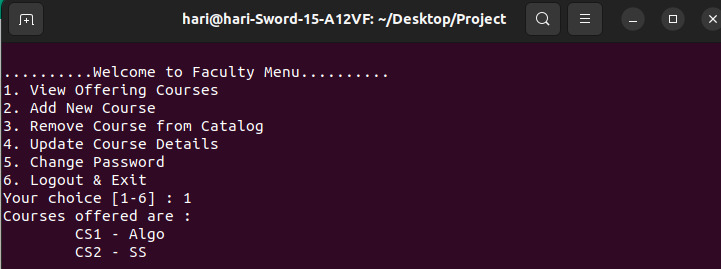 hari@hari-Sword-15-A12VF: ~/Desktop/Project
..........Welcome to Faculty Menu..........
1. View Offering Courses
2. Add New Course
3. Remove Course from Catalog
4. Update Course Details
5. Change Password
6. Logout & Exit
Your choice [1-6] : 1
Courses offered are :
        CS1 - Algo
        CS2 - SS